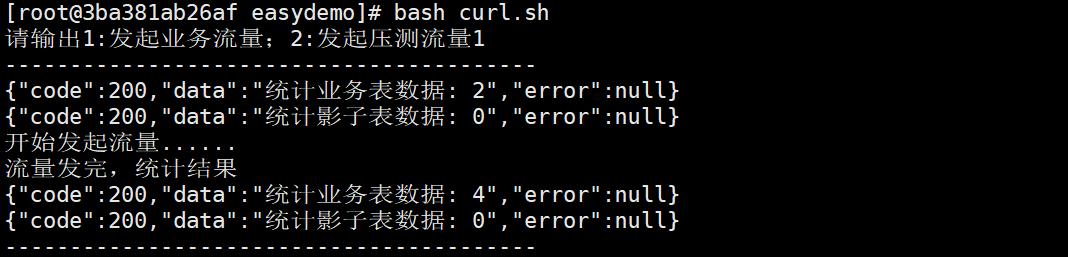 [root@3ba381ab26af easydemo]# bash curl.sh
请输出1:发起业务流量；2:发起压测流量1
-----------------------------------------
{"code":200,"data":"统计业务表数据: 2","error":null}
{"code":200,"data":"统计影子表数据: 0","error":null}
开始发起流量......
流量发完，统计结果
{"code":200,"data":"统计业务表数据: 4","error":null}
{"code":200,"data":"统计影子表数据: 0","error":null}
-----------------------------------------